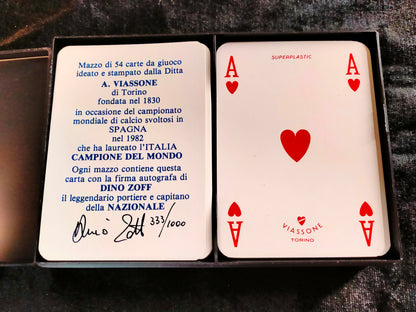 Mazzo di 54 carte da giuoco
ideato e stampato dalla Ditta
A. VIASSONE
di Torino
fondata nel 1830
in occasione del campionato
mondiale di calcio svoltosi in
SPAGNA
nel 1982
che ha laureato l'ITALIA
CAMPIONE DEL MONDO
Ogni mazzo contiene questa
carta con la firma autografa di
DINO ZOFF
il leggendario portiere e capitano
della NAZIONALE
Dino Zoff 333/1000
SUPERPLASTIC
A
A
VIASSONE
TORINO
A
A